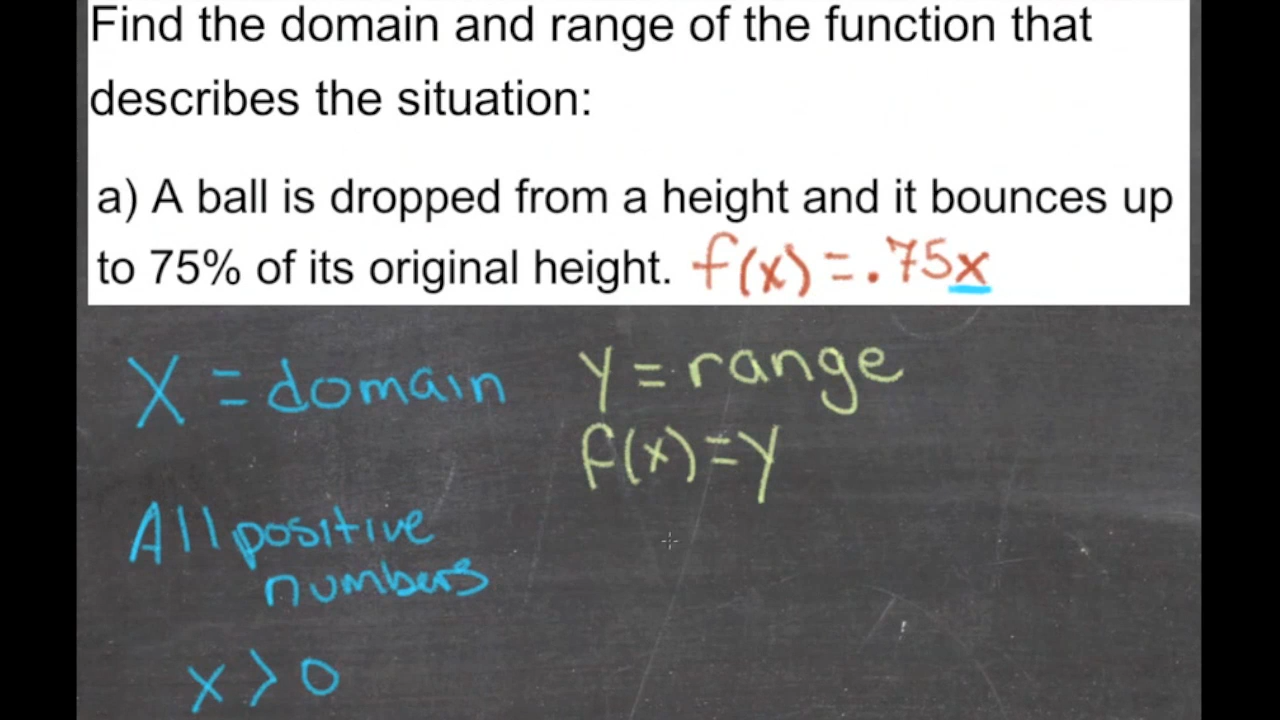 Find the domain and range of the function that
describes the situation:
a) A ball is dropped from a height and it bounces up
to 75% of its original height. f(x) = .75x
X = domain
y = range
f(x) = y
All positive
numbers
x > 0